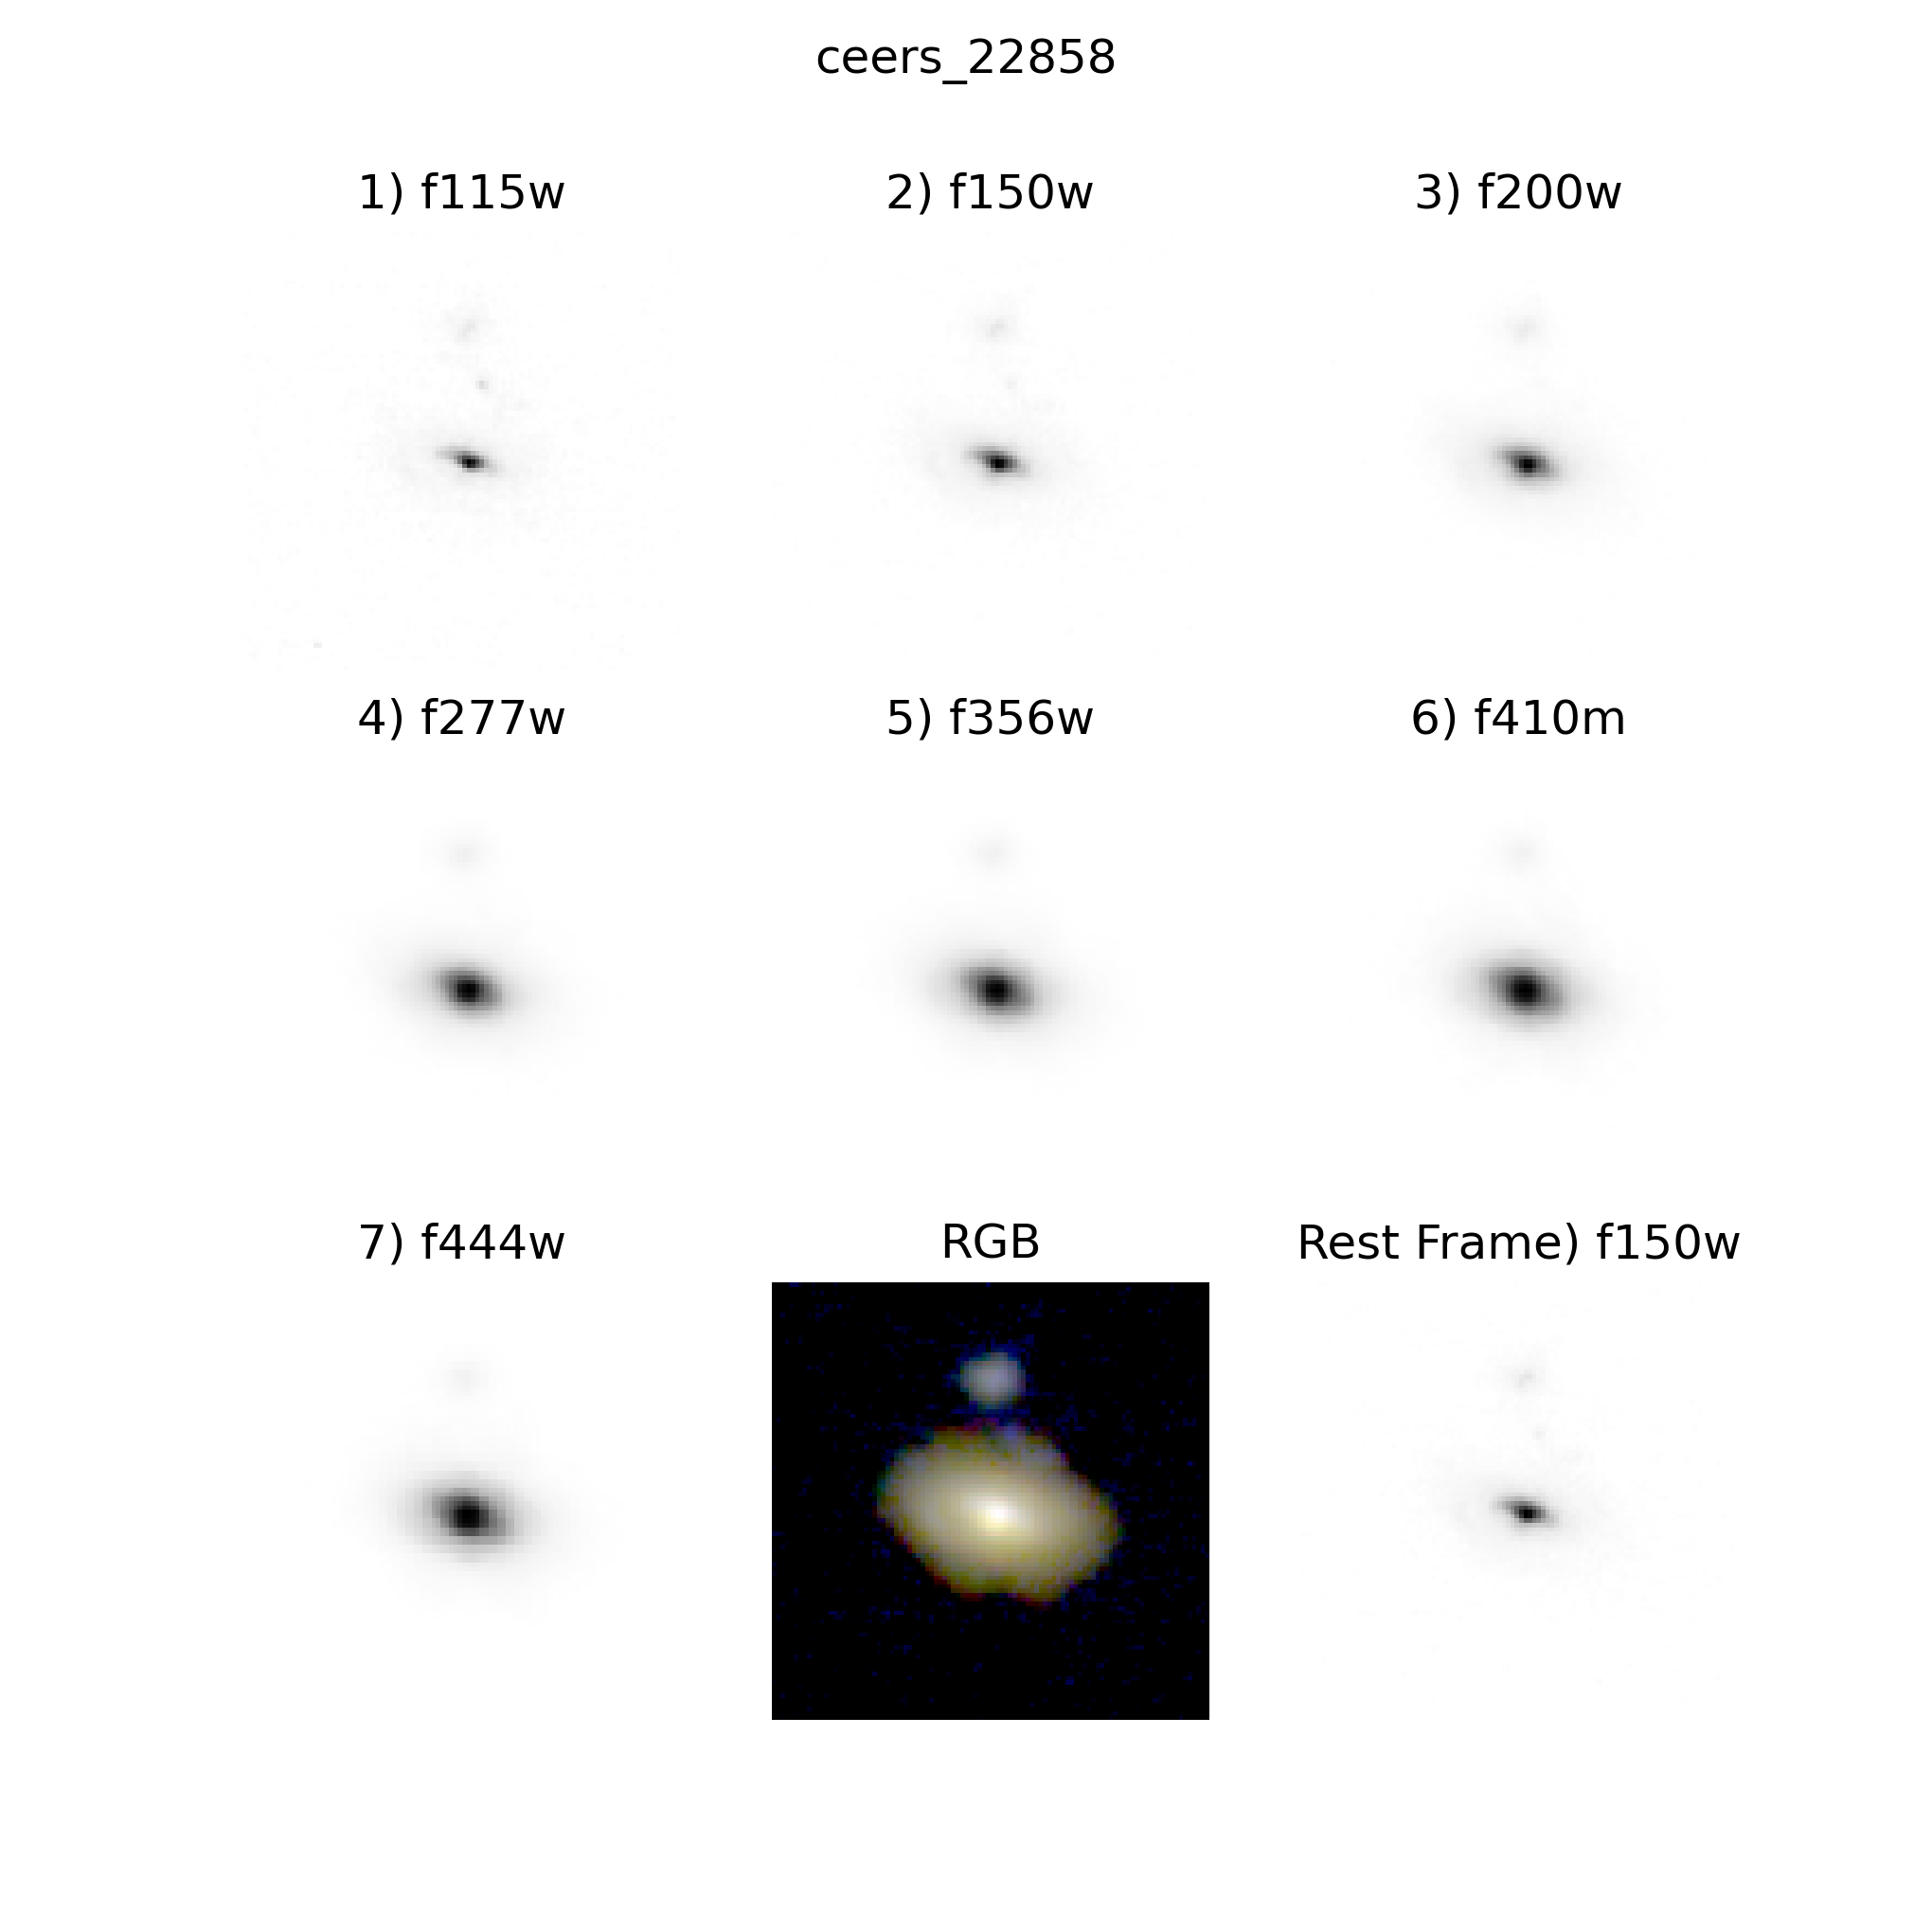 ceers_22858
1) f115w
2) f150w
3) f200w
4) f277w
5) f356w
6) f410m
7) f444w
RGB
Rest Frame) f150w